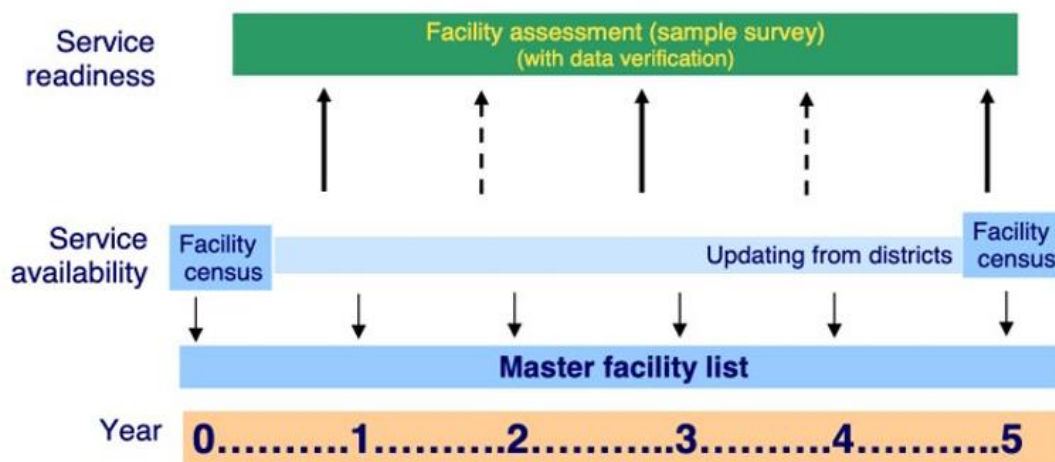 Service
readiness
Facility assessment (sample survey)
(with data verification)
Service
availability
Facility
census
Updating from districts
Facility
census
Master facility list
Year
0..........1..........2...........3..........4...........5